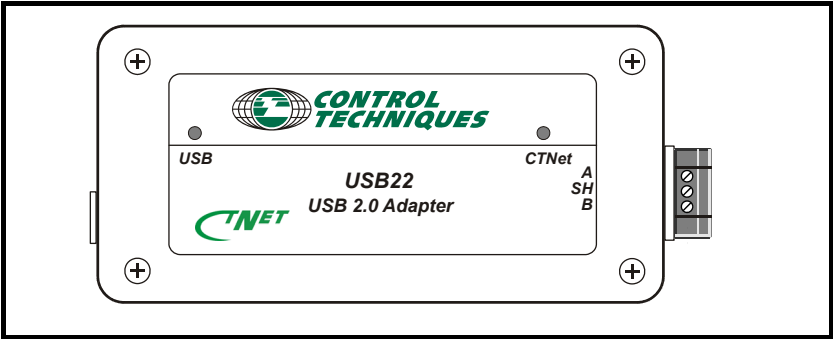 CONTROL
TECHNIQUES
USB
CTNet
USB22
USB 2.0 Adapter
A
SH
B
CTNET